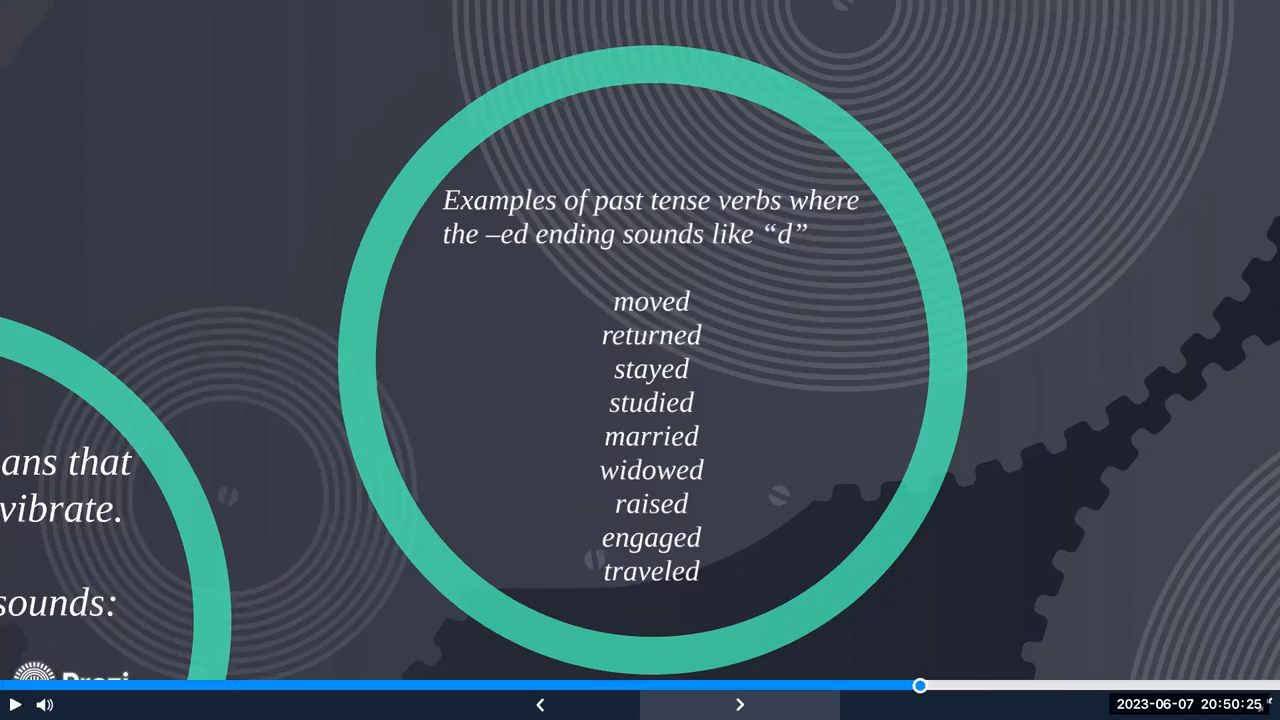 Examples of past tense verbs where
the –ed ending sounds like “d”
moved
returned
stayed
studied
married
widowed
raised
engaged
traveled
ans that
vibrate.
sounds:
Prezi
2023-06-07 20:50:25